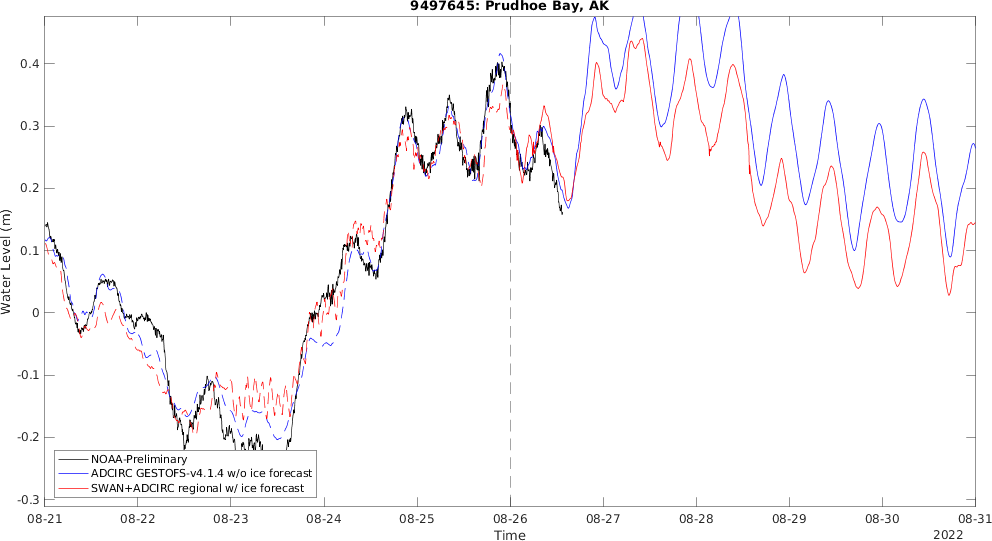 9497645: Prudhoe Bay, AK
Water Level (m)
0.4
0.3
0.2
0.1
0
-0.1
-0.2
-0.3
NOAA-Preliminary
ADCIRC GESTOFS-v4.1.4 w/o ice forecast
SWAN+ADCIRC regional w/ ice forecast
08-21 08-22 08-23 08-24 08-25 08-26 08-27 08-28 08-29 08-30 08-31
Time
2022